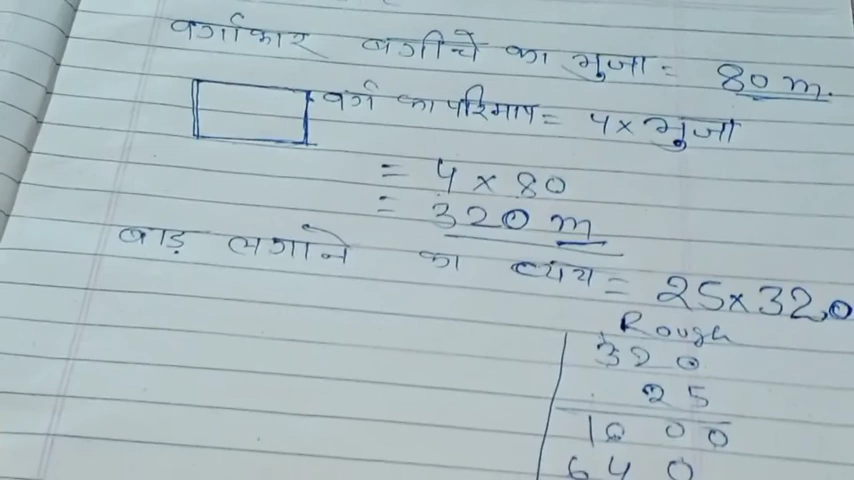 वर्गाकार बगीचे का भुजा = 80 m.
वर्ग का परिमाप = 4 x भुजा
= 4 x 80
= 320 m
बाड़ लगाने का व्यय = 25 x 320
Rough
320
25
1600
640